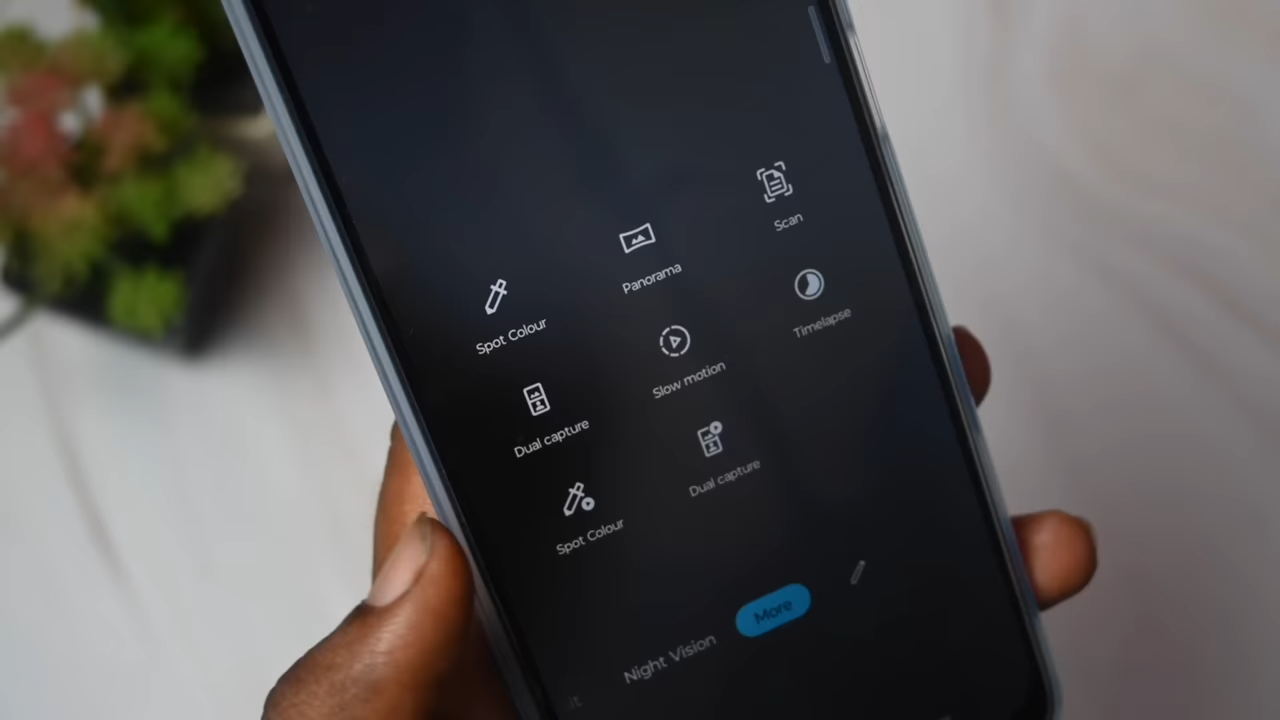 Spot Colour
Panorama
Scan
Dual capture
Slow motion
Timelapse
Spot Colour
Dual capture
Night Vision
More